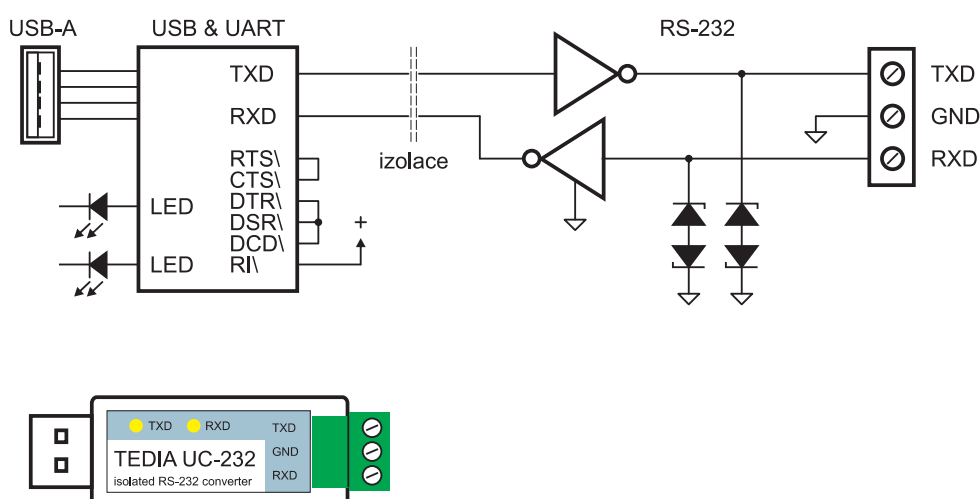 USB-A
USB & UART
RS-232
TXD
RXD
RTS\
CTS\
DTR\
DSR\
DCD\
RI\
LED
LED
izolace
+
TXD
GND
RXD
TXD RXD
TEDIA UC-232
isolated RS-232 converter
TXD
GND
RXD